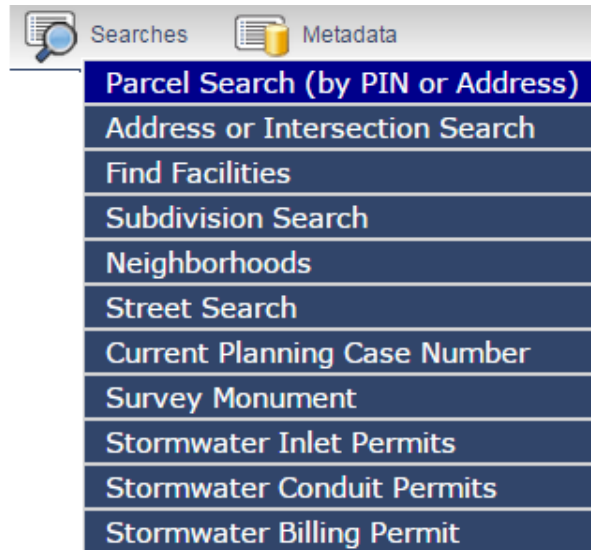 Searches Metadata
Parcel Search (by PIN or Address)
Address or Intersection Search
Find Facilities
Subdivision Search
Neighborhoods
Street Search
Current Planning Case Number
Survey Monument
Stormwater Inlet Permits
Stormwater Conduit Permits
Stormwater Billing Permit